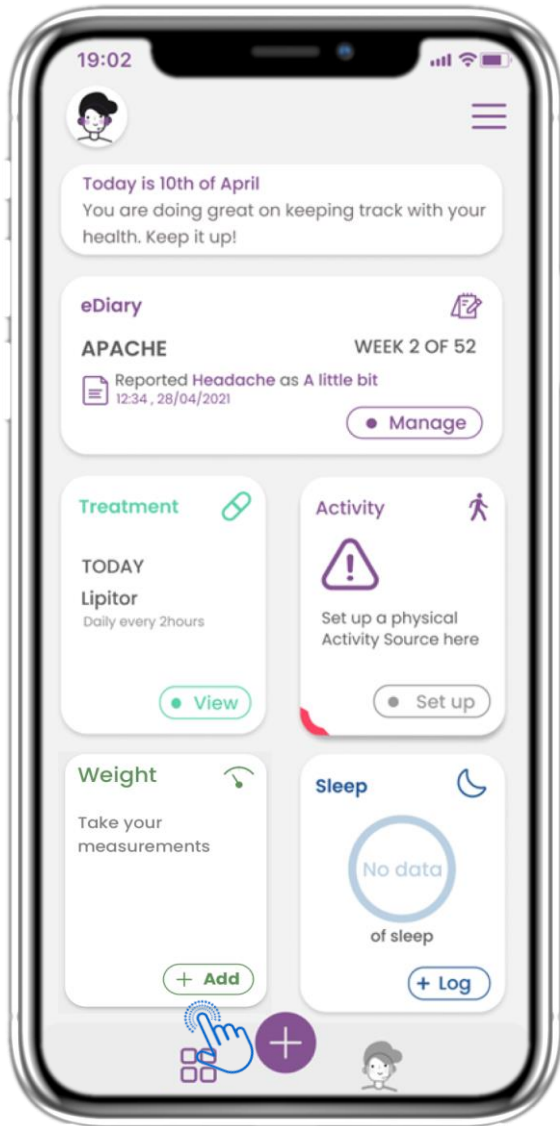 19:02
Today is 10th of April
You are doing great on keeping track with your
health. Keep it up!
eDiary
APACHE
WEEK 2 OF 52
Reported Headache as A little bit
12:34 , 28/04/2021
Manage
Treatment
TODAY
Lipitor
Daily every 2hours
View
Activity
Set up a physical
Activity Source here
Set up
Weight
Take your
measurements
+ Add
Sleep
No data
of sleep
+ Log